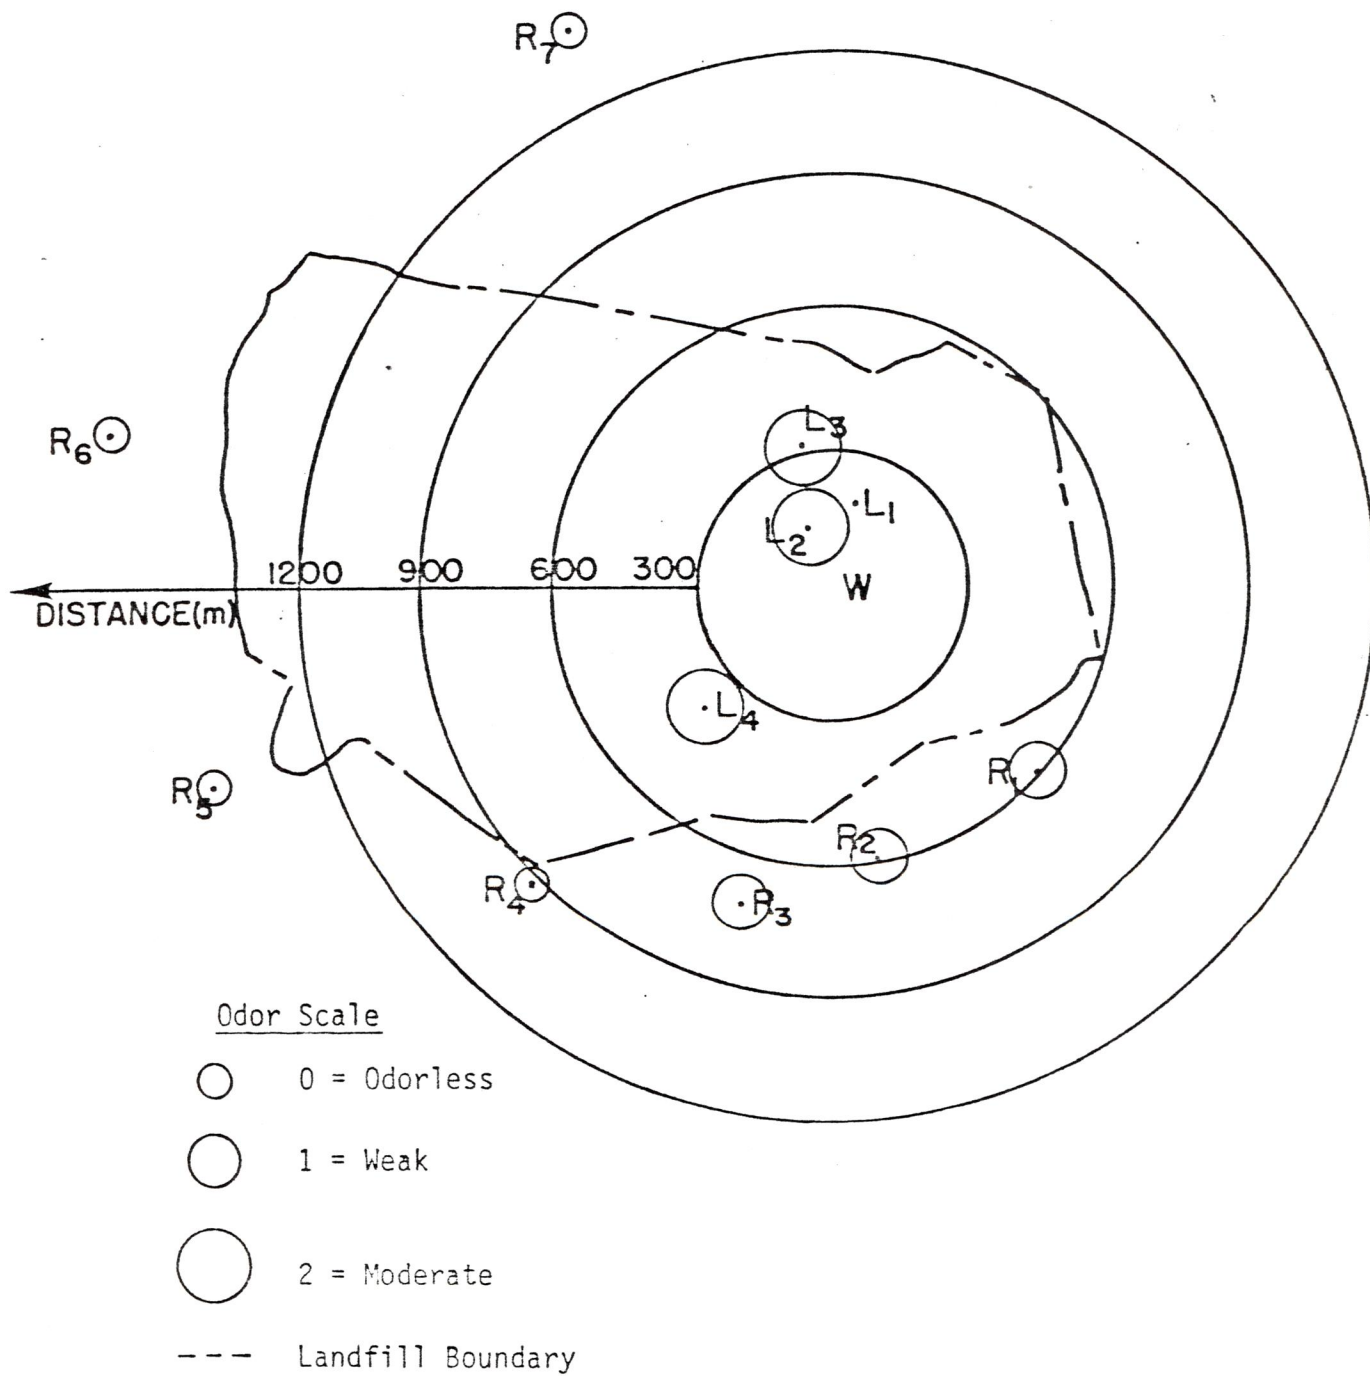 R7
L3
R6
L1
L2
1200 900 600 300
W
DISTANCE(m)
L4
R1
R5
R2
R4
R3
Odor Scale
0 = Odorless
1 = Weak
2 = Moderate
--- Landfill Boundary